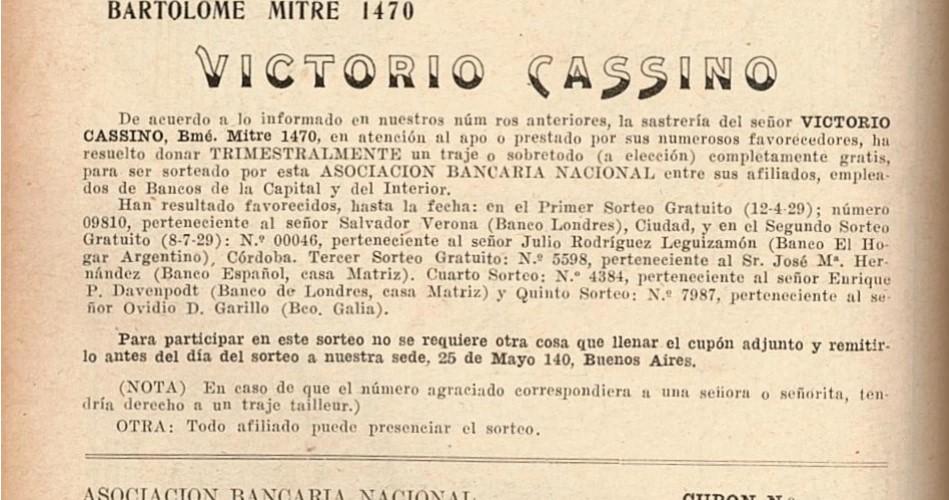 BARTOLOME MITRE 1470
VICTORIO CASSINO
De acuerdo a lo informado en nuestros núm ros anteriores, la sastrería del señor VICTORIO
CASSINO, Bmé. Mitre 1470, en atención al apo o prestado por sus numerosos favorecedores, ha
resuelto donar TRIMESTRALMENTE un traje o sobretodo (a elección) completamente gratis,
para ser sorteado por esta ASOCIACION BANCARIA NACIONAL entre sus afiliados, emplea-
dos de Bancos de la Capital y del Interior.
Han resultado favorecidos, hasta la fecha: en el Primer Sorteo Gratuito (12-4-29); número
09810, perteneciente al señor Salvador Verona (Banco Londres), Ciudad, y en el Segundo Sorteo
Gratuito (8-7-29): N.º 00046, perteneciente al señor Julio Rodríguez Leguizamón (Banco El Ho-
gar Argentino), Córdoba. Tercer Sorteo Gratuito: N.º 5598, perteneciente al Sr. José Mª. Her-
nández (Banco Español, casa Matriz). Cuarto Sorteo: N.º 4384, perteneciente al señor Enrique
P. Davenpodt (Banco de Londres, casa Matriz) y Quinto Sorteo: N.º 7987, perteneciente al se-
ñor Ovidio D. Garillo (Bco. Galia).
Para participar en este sorteo no se requiere otra cosa que llenar el cupón adjunto y remitir-
lo antes del día del sorteo a nuestra sede, 25 de Mayo 140, Buenos Aires.
(NOTA) En caso de que el número agraciado correspondiera a una señora o señorita, ten-
dría derecho a un traje tailleur.)
OTRA: Todo afiliado puede presenciar el sorteo.
ASOCIACION BANCARIA NACIONAL CUPON N.º